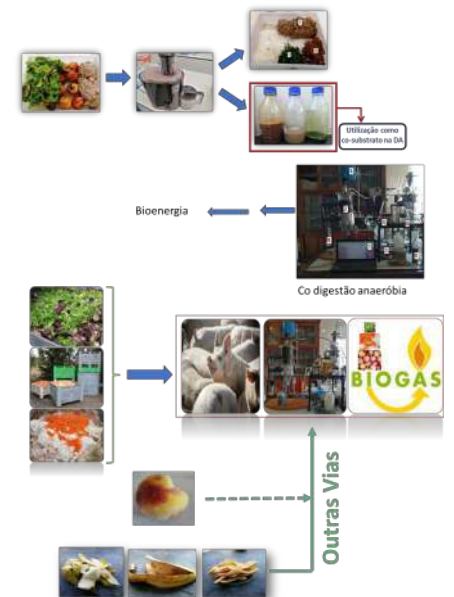 Utilização como
co-substrato na DA
Bioenergia
Co digestão anaeróbia
BIOGAS
Outras Vias